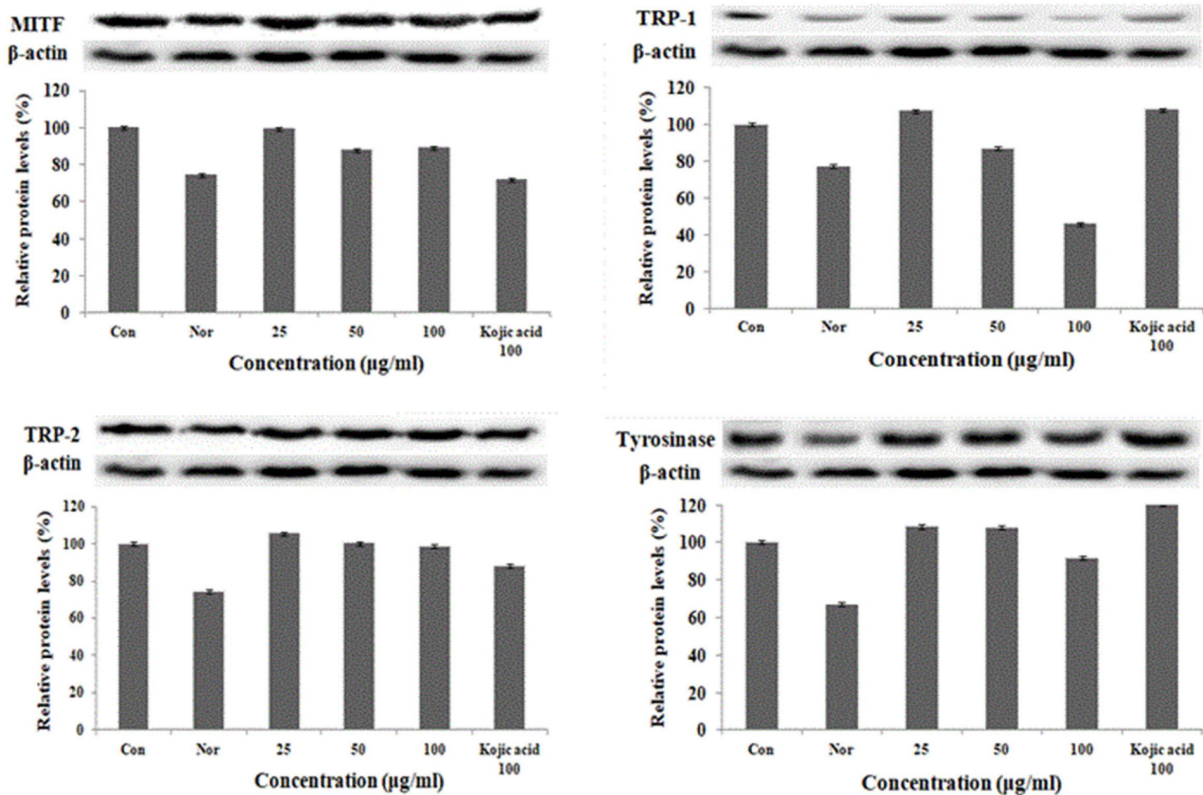 MITF
β-actin
120
100
80
60
40
20
0
Relative protein levels (%)
Con Nor 25 50 100 Kojic acid
100
Concentration (µg/ml)
TRP-1
β-actin
120
100
80
60
40
20
0
Relative protein levels (%)
Con Nor 25 50 100 Kojic acid
100
Concentration (µg/ml)
TRP-2
β-actin
120
100
80
60
40
20
0
Relative protein levels (%)
Con Nor 25 50 100 Kojic acid
100
Concentration (µg/ml)
Tyrosinase
β-actin
120
100
80
60
40
20
0
Relative protein levels (%)
Con Nor 25 50 100 Kojic acid
100
Concentration (µg/ml)